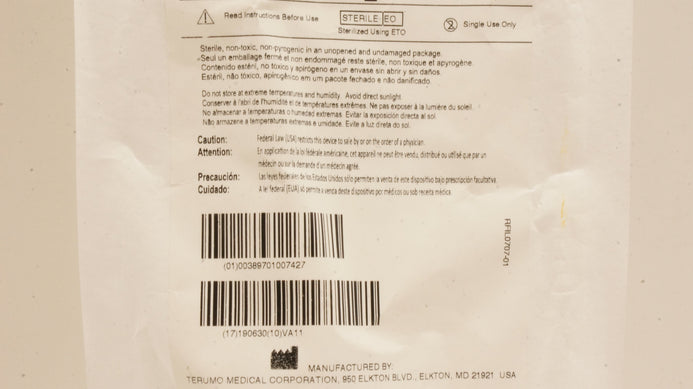 Read Instructions Before Use
STERILE EO
Sterilized Using ETO
2
Single Use Only
Sterile, non-toxic, non-pyrogenic in an unopened and undamaged package.
Seul un emballage fermé et non endommagé reste stérile, non toxique et apyrogène.
Contenido estéril, no tóxico y apirógeno en un envase sin abrir y sin daños.
Estéril, não tóxico, apirogênico em um pacote fechado e não danificado.
Do not store at extreme temperatures and humidity. Avoid direct sunlight.
Conserver à l'abri de l'humidité et de températures extrêmes. Ne pas exposer à la lumière du soleil.
No almacenar a temperaturas o humedad extremas. Evitar la exposición directa al sol.
Não armazene a temperaturas extremas e umidade. Evite a luz direta do sol.
Caution: Federal Law (USA) restricts this device to sale by or on the order of a physician.
Attention: En application de la loi fédérale américaine, cet appareil ne peut être vendu, distribué ou utilisé que par un
médecin ou sur la demande d'un médecin agréé.
Precaución: Las leyes federales de los Estados Unidos sólo permiten la venta de este dispositivo bajo prescripción facultativa.
Cuidado: A lei federal (EUA) só permite a venda deste dispositivo por médicos ou sob receita médica.
(01)00389701007427
(17)190630(10)VA11
RFIL0707-01
MANUFACTURED BY:
TERUMO MEDICAL CORPORATION, 950 ELKTON BLVD., ELKTON, MD 21921 USA